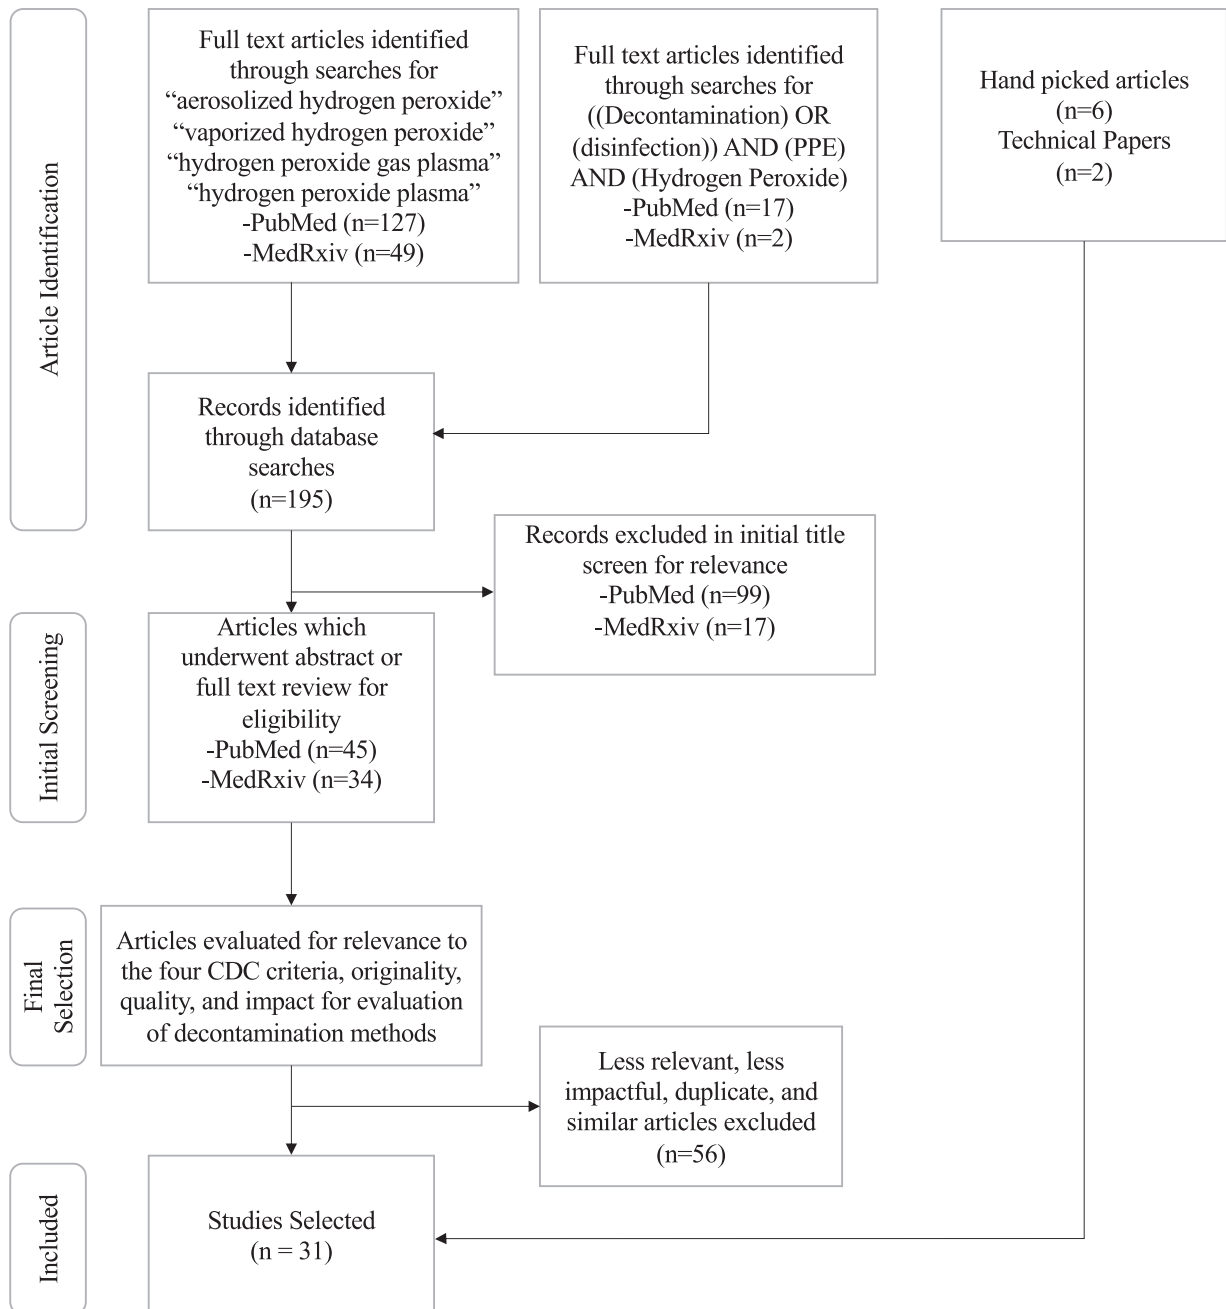 Article Identification
Full text articles identified
through searches for
“aerosolized hydrogen peroxide”
“vaporized hydrogen peroxide”
“hydrogen peroxide gas plasma”
“hydrogen peroxide plasma”
-PubMed (n=127)
-MedRxiv (n=49)
Full text articles identified
through searches for
((Decontamination) OR
(disinfection)) AND (PPE)
AND (Hydrogen Peroxide)
-PubMed (n=17)
-MedRxiv (n=2)
Hand picked articles
(n=6)
Technical Papers
(n=2)
Records identified
through database
searches
(n=195)
Records excluded in initial title
screen for relevance
-PubMed (n=99)
-MedRxiv (n=17)
Initial Screening
Articles which
underwent abstract or
full text review for
eligibility
-PubMed (n=45)
-MedRxiv (n=34)
Final
Selection
Articles evaluated for relevance to
the four CDC criteria, originality,
quality, and impact for evaluation
of decontamination methods
Less relevant, less
impactful, duplicate, and
similar articles excluded
(n=56)
Included
Studies Selected
(n = 31)